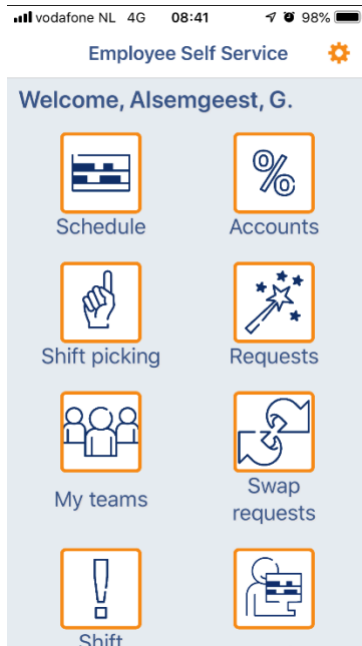 vodafone NL 4G 08:41 98%
Employee Self Service
Welcome, Alsemgeest, G.
%
Schedule Accounts
Shift picking Requests
My teams Swap
requests
Shift